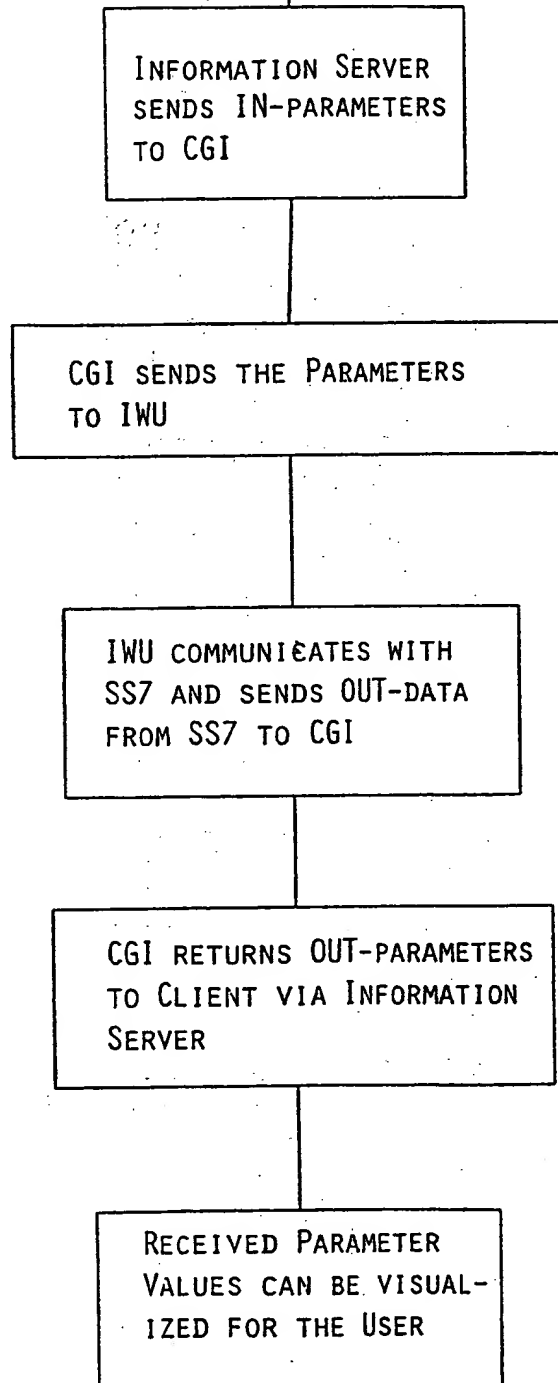 INFORMATION SERVER
SENDS IN-PARAMETERS
TO CGI
CGI SENDS THE PARAMETERS
TO IWU
IWU COMMUNICATES WITH
SS7 AND SENDS OUT-DATA
FROM SS7 TO CGI
CGI RETURNS OUT-PARAMETERS
TO CLIENT VIA INFORMATION
SERVER
RECEIVED PARAMETER
VALUES CAN BE VISUAL-
IZED FOR THE USER